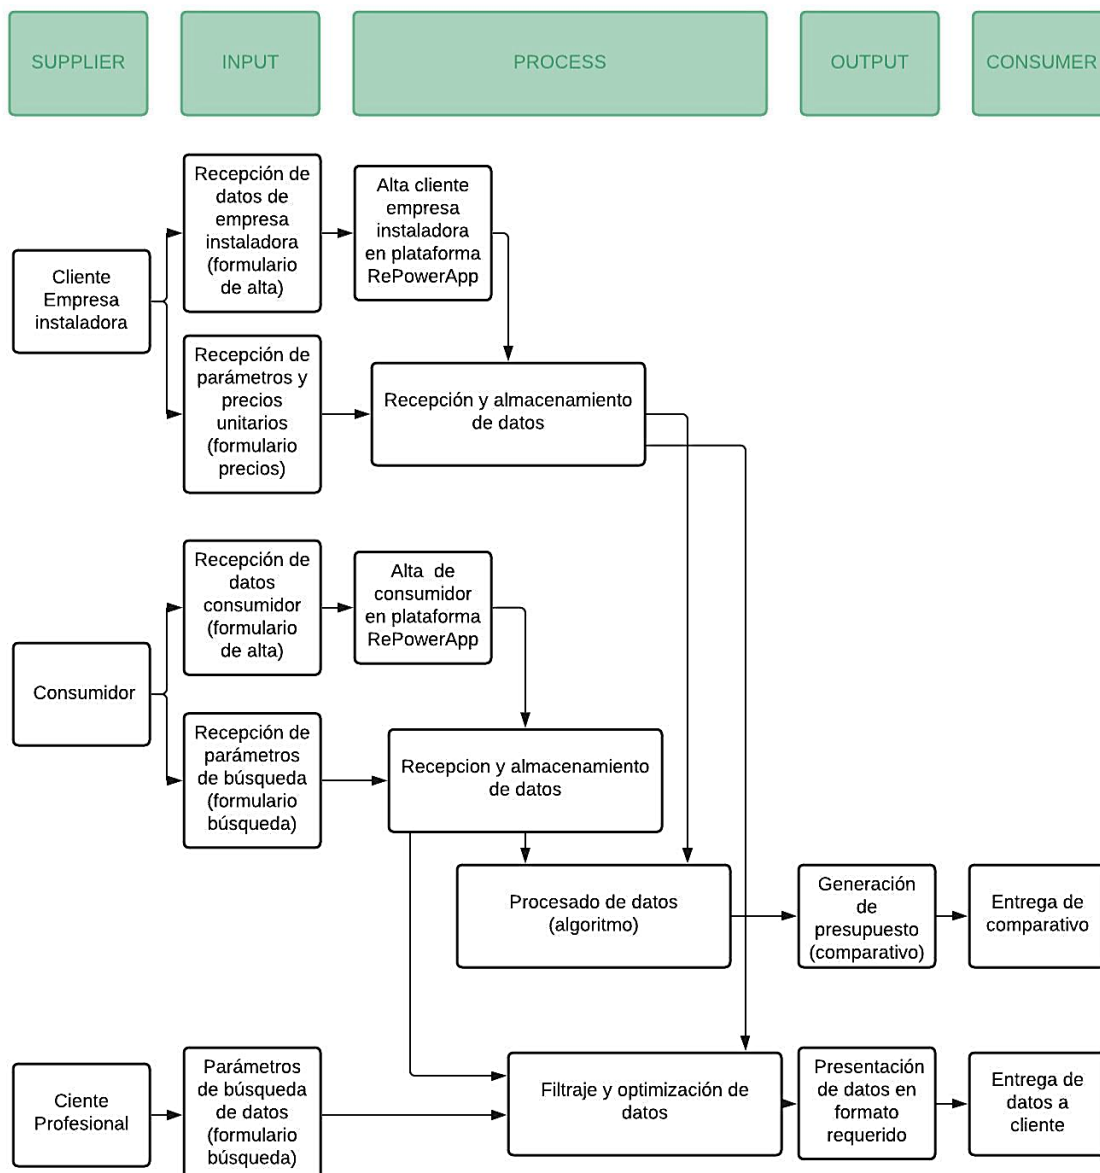 SUPPLIER
INPUT
PROCESS
OUTPUT
CONSUMER
Cliente
Empresa
instaladora
Recepción de
datos de
empresa
instaladora
(formulario
de alta)
Alta cliente
empresa
instaladora
en plataforma
RePowerApp
Recepción de
parámetros y
precios
unitarios
(formulario
precios)
Recepción y almacenamiento
de datos
Consumidor
Recepción de
datos
consumidor
(formulario
de alta)
Alta de
consumidor
en plataforma
RePowerApp
Recepción de
parámetros
de búsqueda
(formulario
búsqueda)
Recepcion y almacenamiento
de datos
Procesado de datos
(algoritmo)
Generación
de
presupuesto
(comparativo)
Entrega de
comparativo
Ciente
Profesional
Parámetros
de búsqueda
de datos
(formulario
búsqueda)
Filtraje y optimización de
datos
Presentación
de datos en
formato
requerido
Entrega de
datos a
cliente